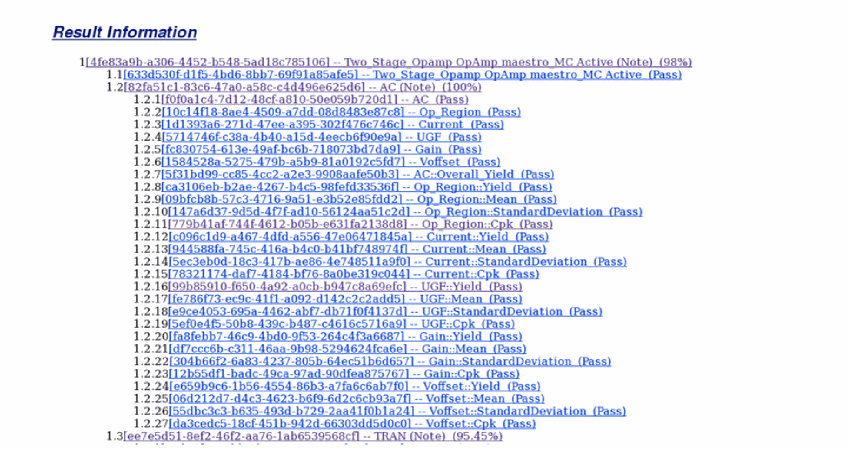 Result Information
1[4fe83a9b-a306-4452-b548-5ad18c785106] -- Two_Stage_Opamp OpAmp maestro_MC Active (Note) (98%)
1.1[633d530f-d1f5-4bd6-8bb7-69f91a85afe5] -- Two_Stage_Opamp OpAmp maestro_MC Active (Pass)
1.2[82fa51c1-83c6-47a0-a58c-c4d496e625d6] -- AC (Note) (100%)
1.2.1[f0f0a1c4-7d12-48cf-a810-50e059b720d1] -- AC (Pass)
1.2.2[10c14f18-8ae4-4509-a7dd-08d8483e87c8] -- Op_Region (Pass)
1.2.3[1d1393a6-271d-47ee-a395-302f476c746c] -- Current (Pass)
1.2.4[5714746f-c38a-4b40-a15d-4eecb6f90e9a] -- UGF (Pass)
1.2.5[fc830754-613e-49af-bc6b-718073bd7da9] -- Gain (Pass)
1.2.6[1584528a-5275-479b-a5b9-81a0192c5fd7] -- Voffset (Pass)
1.2.7[5f31bd99-cc85-4cc2-a2e3-9908aafe50b3] -- AC::Overall_Yield (Pass)
1.2.8[ca3106eb-b2ae-4267-b4c5-98fefd33536f] -- Op_Region::Yield (Pass)
1.2.9[09bfcb8b-57c3-4716-9a51-e3b52e85fdd2] -- Op_Region::Mean (Pass)
1.2.10[147a6d37-9d5d-4f7f-ad10-56124aa51c2d] -- Op_Region::StandardDeviation (Pass)
1.2.11[779b41af-744f-4612-b05b-e631fa2138d8] -- Op_Region::Cpk (Pass)
1.2.12[c096c1d9-a467-4dfd-a556-47e06471845a] -- Current::Yield (Pass)
1.2.13[944588fa-745c-416a-b4c0-b41bf748974f] -- Current::Mean (Pass)
1.2.14[5ec3eb0d-18c3-417b-ae86-4e748511a9f0] -- Current::StandardDeviation (Pass)
1.2.15[78321174-daf7-4184-bf76-8a0be319c044] -- Current::Cpk (Pass)
1.2.16[99b85910-f650-4a92-a0cb-b947c8a69efc] -- UGF::Yield (Pass)
1.2.17[fe786f73-ec9c-41f1-a092-d142c2c2add5] -- UGF::Mean (Pass)
1.2.18[e9ce4053-695a-4462-abf7-db71f0f4137d] -- UGF::StandardDeviation (Pass)
1.2.19[5ef0e4f5-50b8-439c-b487-c4616c5716a9] -- UGF::Cpk (Pass)
1.2.20[fa8febb7-46c9-4bd0-9f53-264c4f3a6687] -- Gain::Yield (Pass)
1.2.21[df7ccc6b-c311-46aa-9b98-5294624fca6e] -- Gain::Mean (Pass)
1.2.22[304b66f2-6a83-4237-805b-64ec51b6d657] -- Gain::StandardDeviation (Pass)
1.2.23[12b55df1-badc-49ca-97ad-90dfea875767] -- Gain::Cpk (Pass)
1.2.24[e659b9c6-1b56-4554-86b3-a7fa6c6ab7f0] -- Voffset::Yield (Pass)
1.2.25[06d212d7-d4c3-4623-b6f9-6d2c6cb93a7f] -- Voffset::Mean (Pass)
1.2.26[55dbc3c3-b635-493d-b729-2aa41f0b1a24] -- Voffset::StandardDeviation (Pass)
1.2.27[da3cedc5-18cf-451b-942d-66303dd5d0c0] -- Voffset::Cpk (Pass)
1.3[ee7e5d51-8ef2-46f2-aa76-1ab6539568cf] -- TRAN (Note) (95.45%)